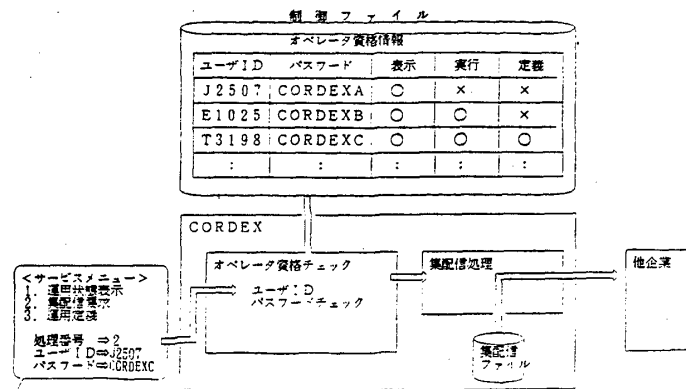 制御ファイル
オペレータ資格情報
ユーザID パスワード 表示 実行 定義
J2507 CORDEXA ○ × ×
E1025 CORDEXB ○ ○ ×
T3198 CORDEXC ○ ○ ○
: : : : :
CORDEX
オペレータ資格チェック
ユーザID
パスワードチェック
集配信処理
他企業
集配信
ファイル
<サービスメニュー>
1. 運用状態表示
2. 集配信要求
3. 運用定義
処理番号 ⇒2
ユーザID⇒J2507
パスワード⇒CORDEXC